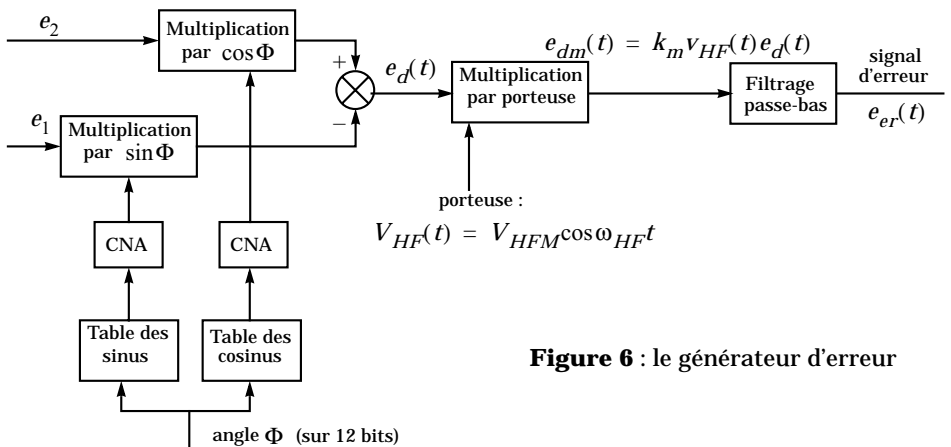 e₂
Multiplication
par cosΦ
e₁
Multiplication
par sinΦ
+
−
e_d(t)
Multiplication
par porteuse
e_dm(t) = k_m v_HF(t) e_d(t)
Filtrage
passe-bas
signal
d'erreur
e_er(t)
porteuse :
V_HF(t) = V_HFM cos ω_HF t
CNA
CNA
Table des
sinus
Table des
cosinus
angle Φ (sur 12 bits)
Figure 6 : le générateur d'erreur